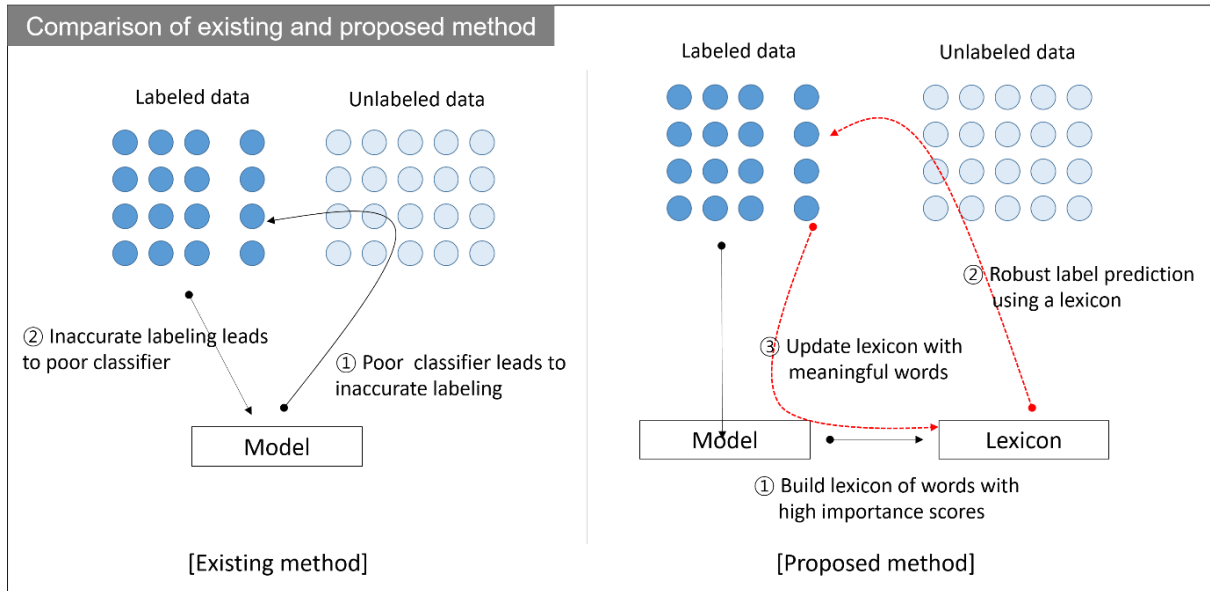 Comparison of existing and proposed method
Labeled data
Unlabeled data
② Inaccurate labeling leads
to poor classifier
① Poor classifier leads to
inaccurate labeling
Model
[Existing method]
Labeled data
Unlabeled data
② Robust label prediction
using a lexicon
③ Update lexicon with
meaningful words
Model
Lexicon
① Build lexicon of words with
high importance scores
[Proposed method]